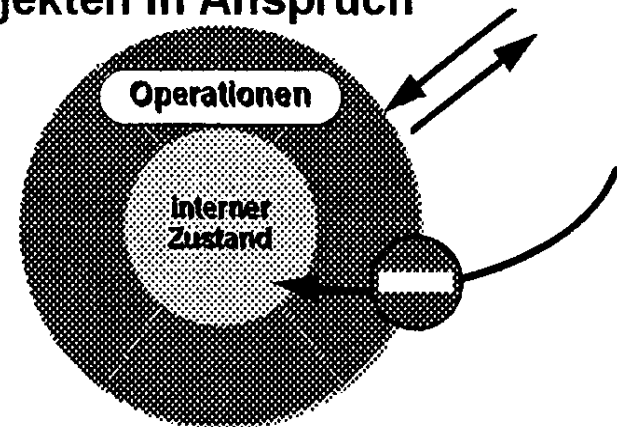 jekten in Anspruch
Operationen
interner
Zustand